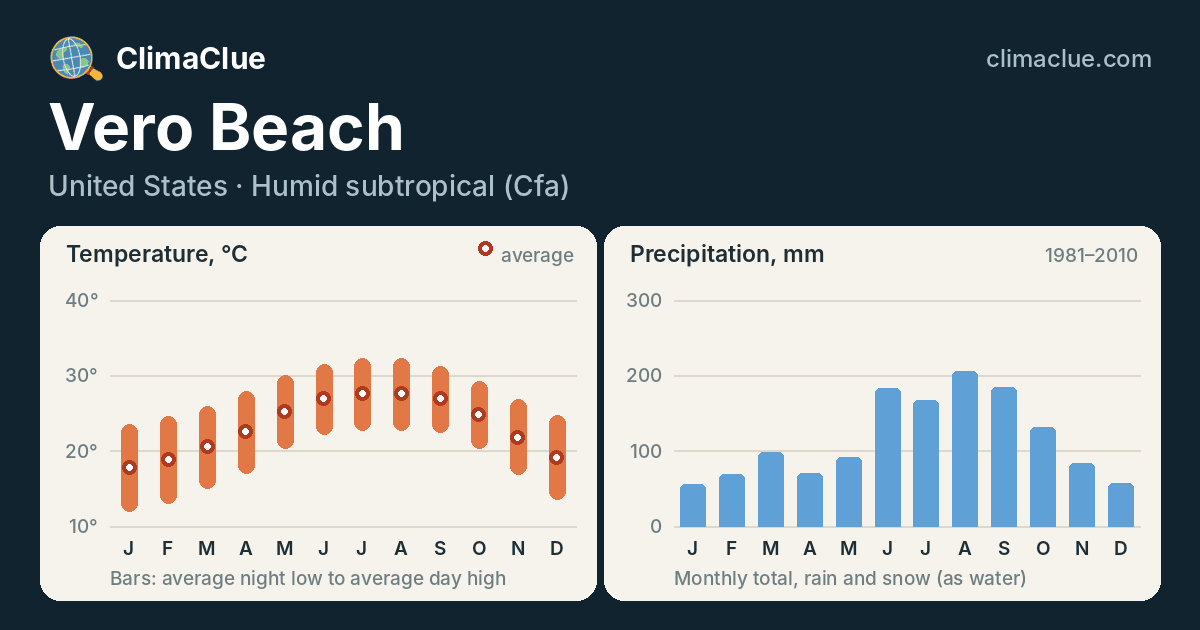 ClimaClue
climaclue.com
Vero Beach
United States · Humid subtropical (Cfa)
Temperature, °C
average
40°
30°
20°
10°
J F M A M J J A S O N D
Bars: average night low to average day high
Precipitation, mm
1981–2010
300
200
100
0
J F M A M J J A S O N D
Monthly total, rain and snow (as water)